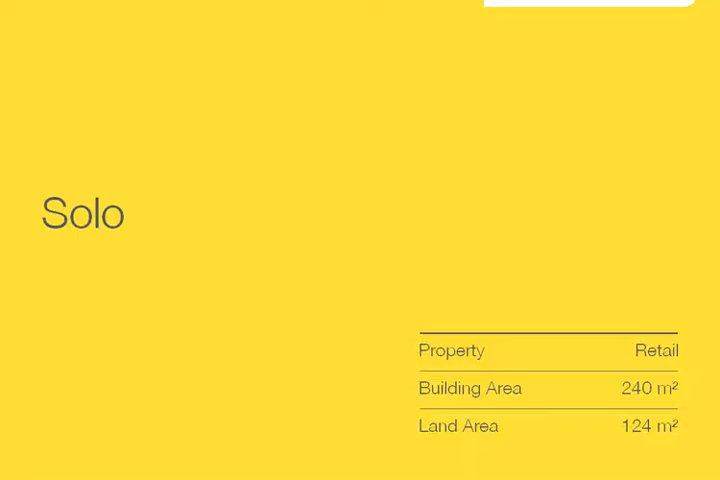 Solo
Property Retail
Building Area 240 m²
Land Area 124 m²